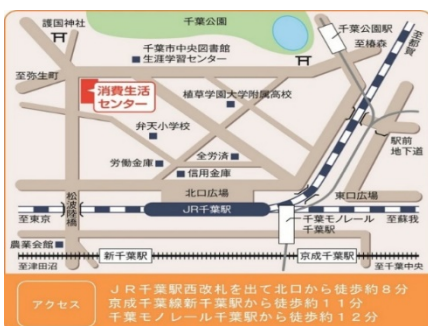 護国神社
千葉公園
千葉公園駅
至椿森
至都賀
千葉市中央図書館
生涯学習センター
至弥生町
消費生活
センター
植草学園大学附属高校
弁天小学校
駅前
地下道
労働金庫
全労済
信用金庫
北口広場
東口広場
松波陸橋
JR千葉駅
至東京
至蘇我
千葉モノレール
千葉駅
農業会館
新千葉駅
京成千葉駅
至津田沼
至千葉中央
アクセス
JR千葉駅西改札を出て北口から徒歩約8分
京成千葉線新千葉駅から徒歩約11分
千葉モノレール千葉駅から徒歩約12分